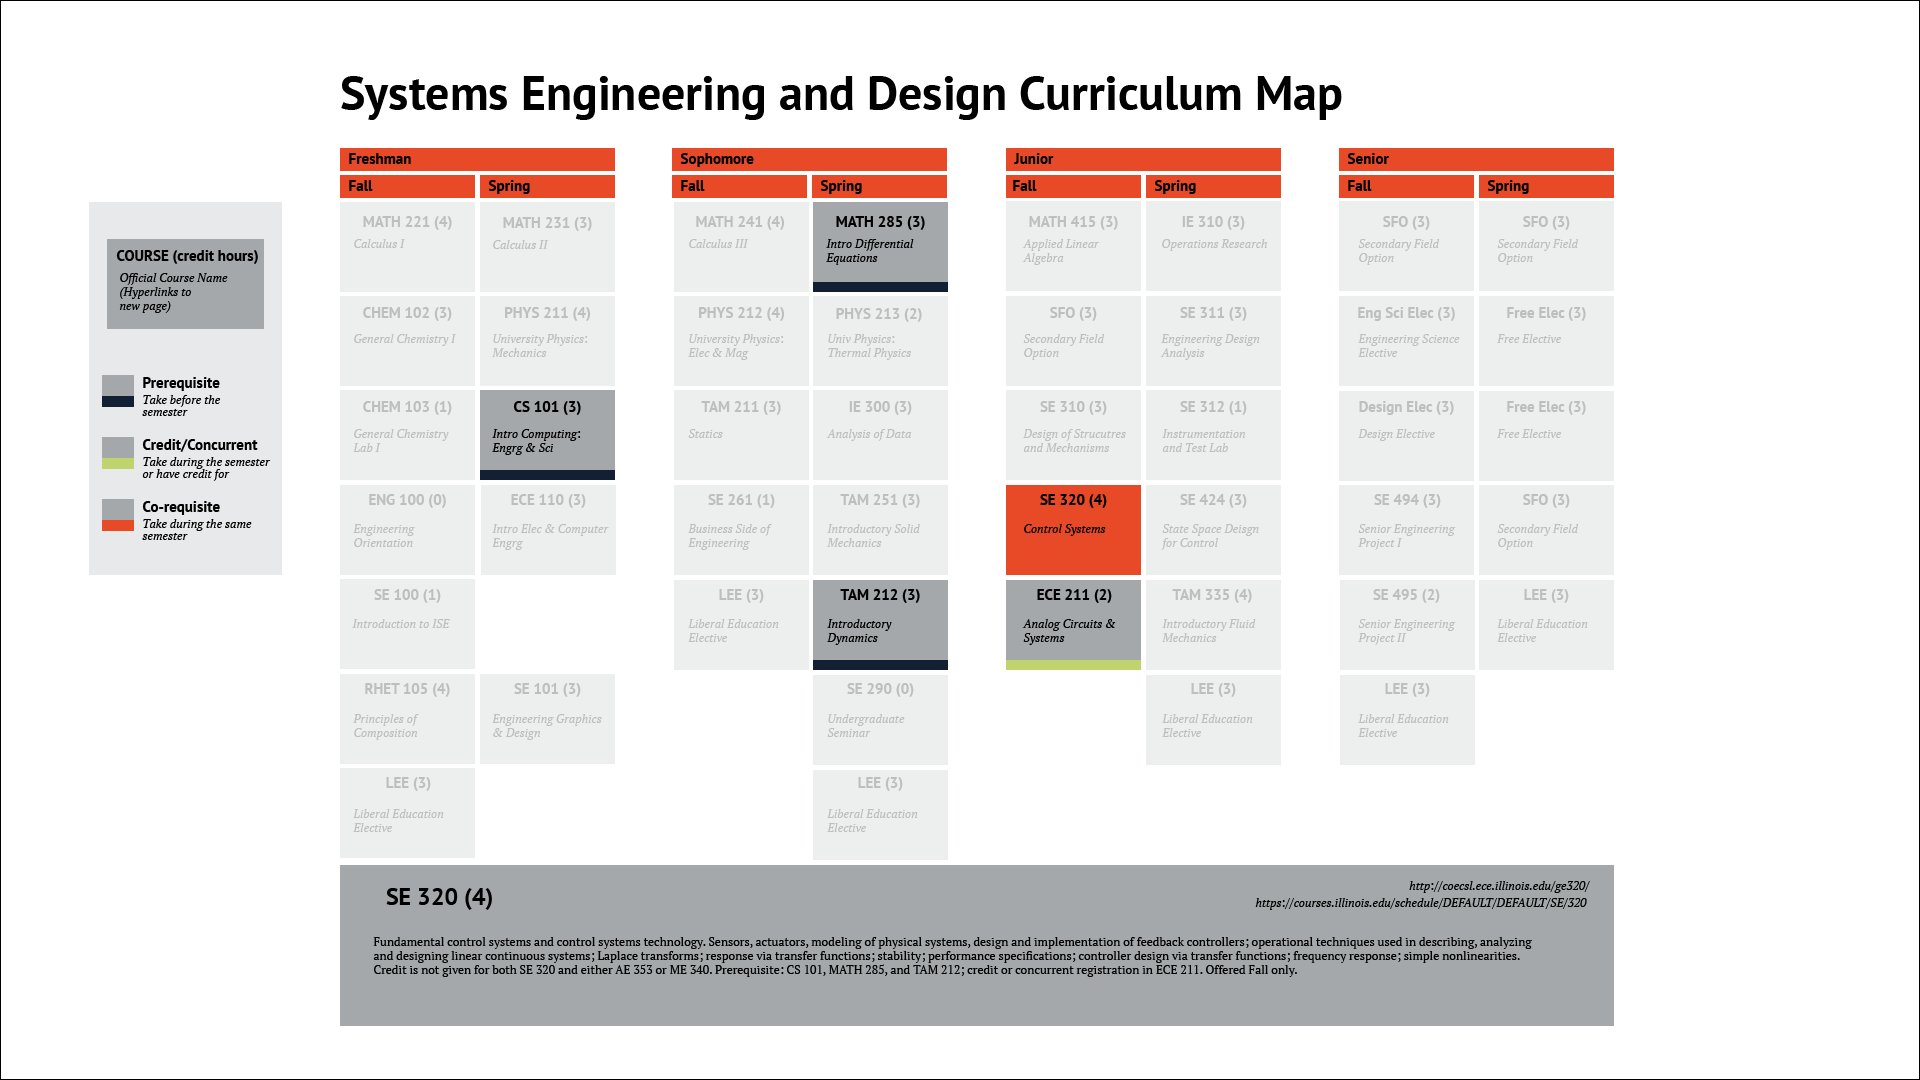 Systems Engineering and Design Curriculum Map
Freshman
Sophomore
Junior
Senior
Fall
Spring
Fall
Spring
Fall
Spring
Fall
Spring
COURSE (credit hours)
Official Course Name
(Hyperlinks to
new page)
Prerequisite
Take before the
semester
Credit/Concurrent
Take during the semester
or have credit for
Co-requisite
Take during the same
semester
MATH 221 (4)
Calculus I
CHEM 102 (3)
General Chemistry I
CHEM 103 (1)
General Chemistry
Lab I
ENG 100 (0)
Engineering
Orientation
SE 100 (1)
Introduction to ISE
RHET 105 (4)
Principles of
Composition
LEE (3)
Liberal Education
Elective
MATH 231 (3)
Calculus II
PHYS 211 (4)
University Physics:
Mechanics
CS 101 (3)
Intro Computing:
Engrg & Sci
ECE 110 (3)
Intro Elec & Computer
Engrg
SE 101 (3)
Engineering Graphics
& Design
MATH 241 (4)
Calculus III
PHYS 212 (4)
University Physics:
Elec & Mag
TAM 211 (3)
Statics
SE 261 (1)
Business Side of
Engineering
LEE (3)
Liberal Education
Elective
MATH 285 (3)
Intro Differential
Equations
PHYS 213 (2)
Univ Physics:
Thermal Physics
IE 300 (3)
Analysis of Data
TAM 251 (3)
Introductory Solid
Mechanics
TAM 212 (3)
Introductory
Dynamics
SE 290 (0)
Undergraduate
Seminar
LEE (3)
Liberal Education
Elective
MATH 415 (3)
Applied Linear
Algebra
SFO (3)
Secondary Field
Option
SE 310 (3)
Design of Strucutres
and Mechanisms
SE 320 (4)
Control Systems
ECE 211 (2)
Analog Circuits &
Systems
IE 310 (3)
Operations Research
SE 311 (3)
Engineering Design
Analysis
SE 312 (1)
Instrumentation
and Test Lab
SE 424 (3)
State Space Deisgn
for Control
TAM 335 (4)
Introductory Fluid
Mechanics
LEE (3)
Liberal Education
Elective
SFO (3)
Secondary Field
Option
Eng Sci Elec (3)
Engineering Science
Elective
Design Elec (3)
Design Elective
SE 494 (3)
Senior Engineering
Project I
SE 495 (2)
Senior Engineering
Project II
LEE (3)
Liberal Education
Elective
SFO (3)
Secondary Field
Option
Free Elec (3)
Free Elective
Free Elec (3)
Free Elective
SFO (3)
Secondary Field
Option
LEE (3)
Liberal Education
Elective
SE 320 (4)
http://coecsl.ece.illinois.edu/ge320/
https://courses.illinois.edu/schedule/DEFAULT/DEFAULT/SE/320
Fundamental control systems and control systems technology. Sensors, actuators, modeling of physical systems, design and implementation of feedback controllers; operational techniques used in describing, analyzing
and designing linear continuous systems; Laplace transforms; response via transfer functions; stability; performance specifications; controller design via transfer functions; frequency response; simple nonlinearities.
Credit is not given for both SE 320 and either AE 353 or ME 340. Prerequisite: CS 101, MATH 285, and TAM 212; credit or concurrent registration in ECE 211. Offered Fall only.